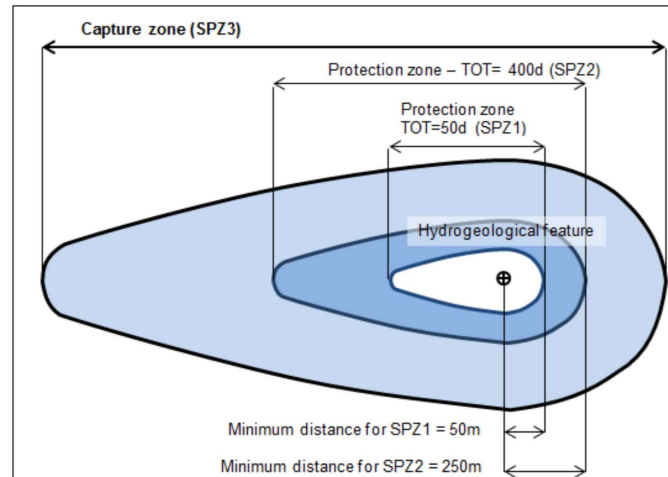 Capture zone (SPZ3)
Protection zone – TOT= 400d (SPZ2)
Protection zone
TOT=50d (SPZ1)
Hydrogeological feature
Minimum distance for SPZ1 = 50m
Minimum distance for SPZ2 = 250m